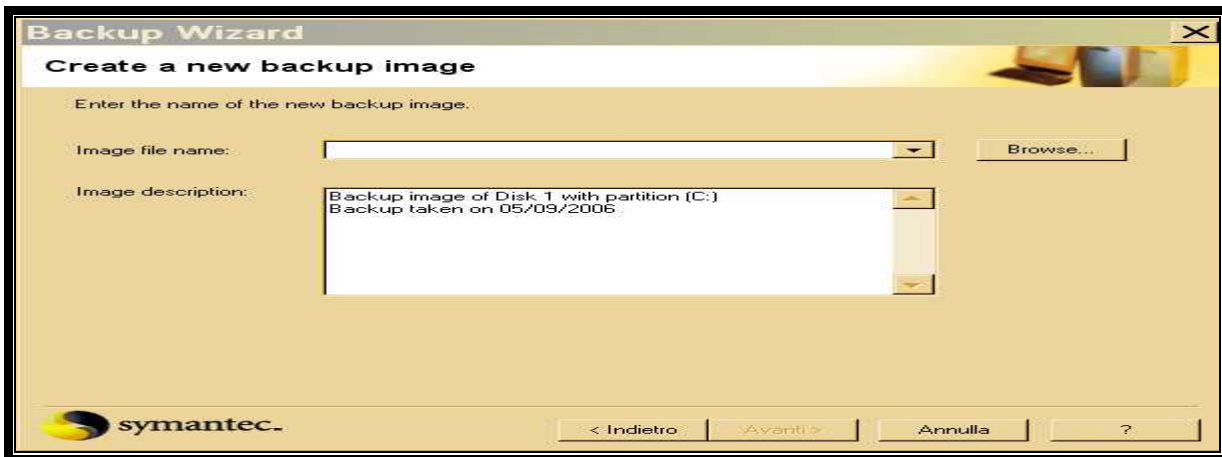 Backup Wizard
Create a new backup image
Enter the name of the new backup image.
Image file name:
Browse...
Image description:
Backup image of Disk 1 with partition (C:)
Backup taken on 05/09/2006
symantec.
< Indietro
Avanti >
Annulla
?